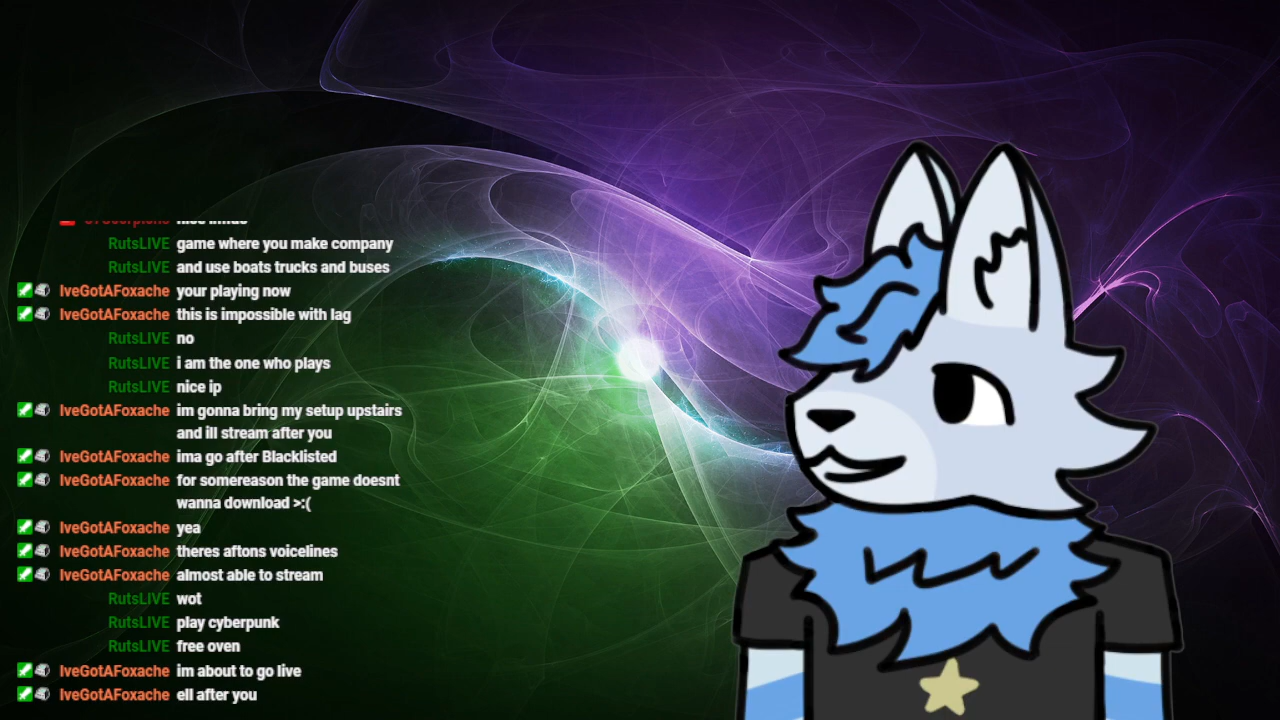 RutsLIVE game where you make company
RutsLIVE and use boats trucks and buses
IveGotAFoxache your playing now
IveGotAFoxache this is impossible with lag
RutsLIVE no
RutsLIVE i am the one who plays
RutsLIVE nice ip
IveGotAFoxache im gonna bring my setup upstairs
and ill stream after you
IveGotAFoxache ima go after Blacklisted
IveGotAFoxache for somereason the game doesnt
wanna download >:(
IveGotAFoxache yea
IveGotAFoxache theres aftons voicelines
IveGotAFoxache almost able to stream
RutsLIVE wot
RutsLIVE play cyberpunk
RutsLIVE free oven
IveGotAFoxache im about to go live
IveGotAFoxache ell after you